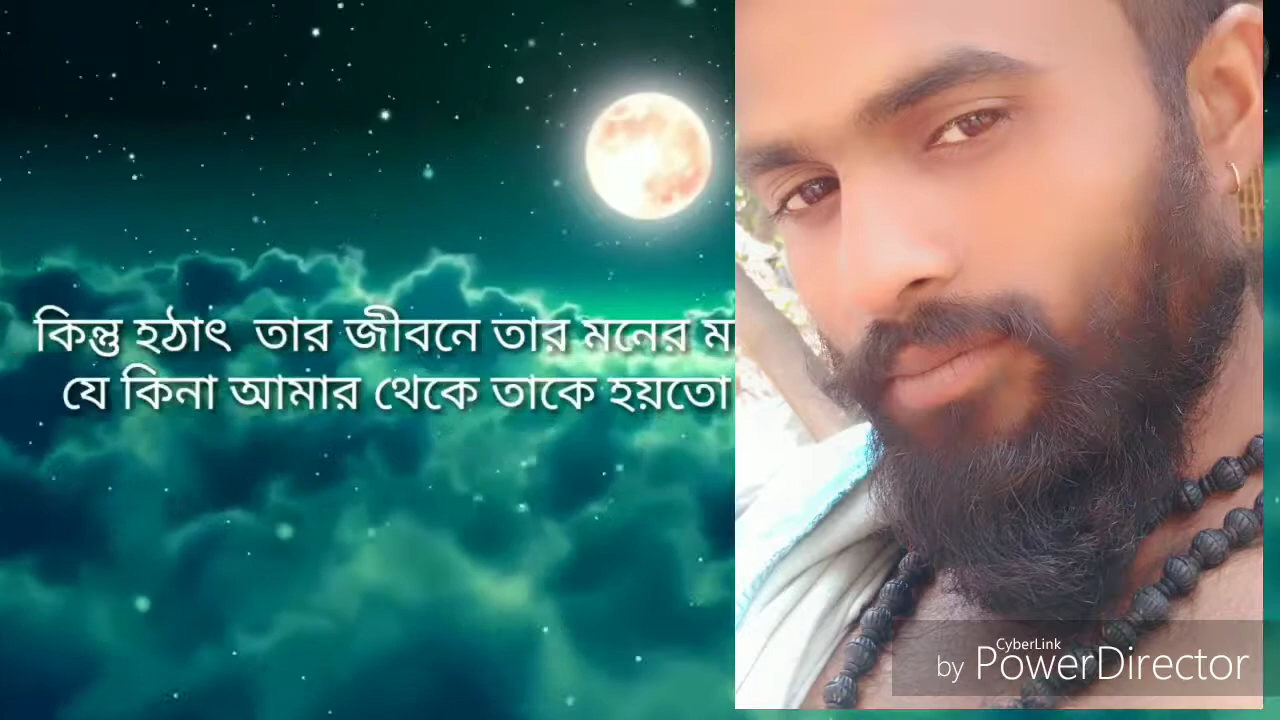 কিন্তু হঠাৎ তার জীবনে তার মনের
যে কিনা আমার থেকে তাকে হয়তো
CyberLink
by PowerDirector